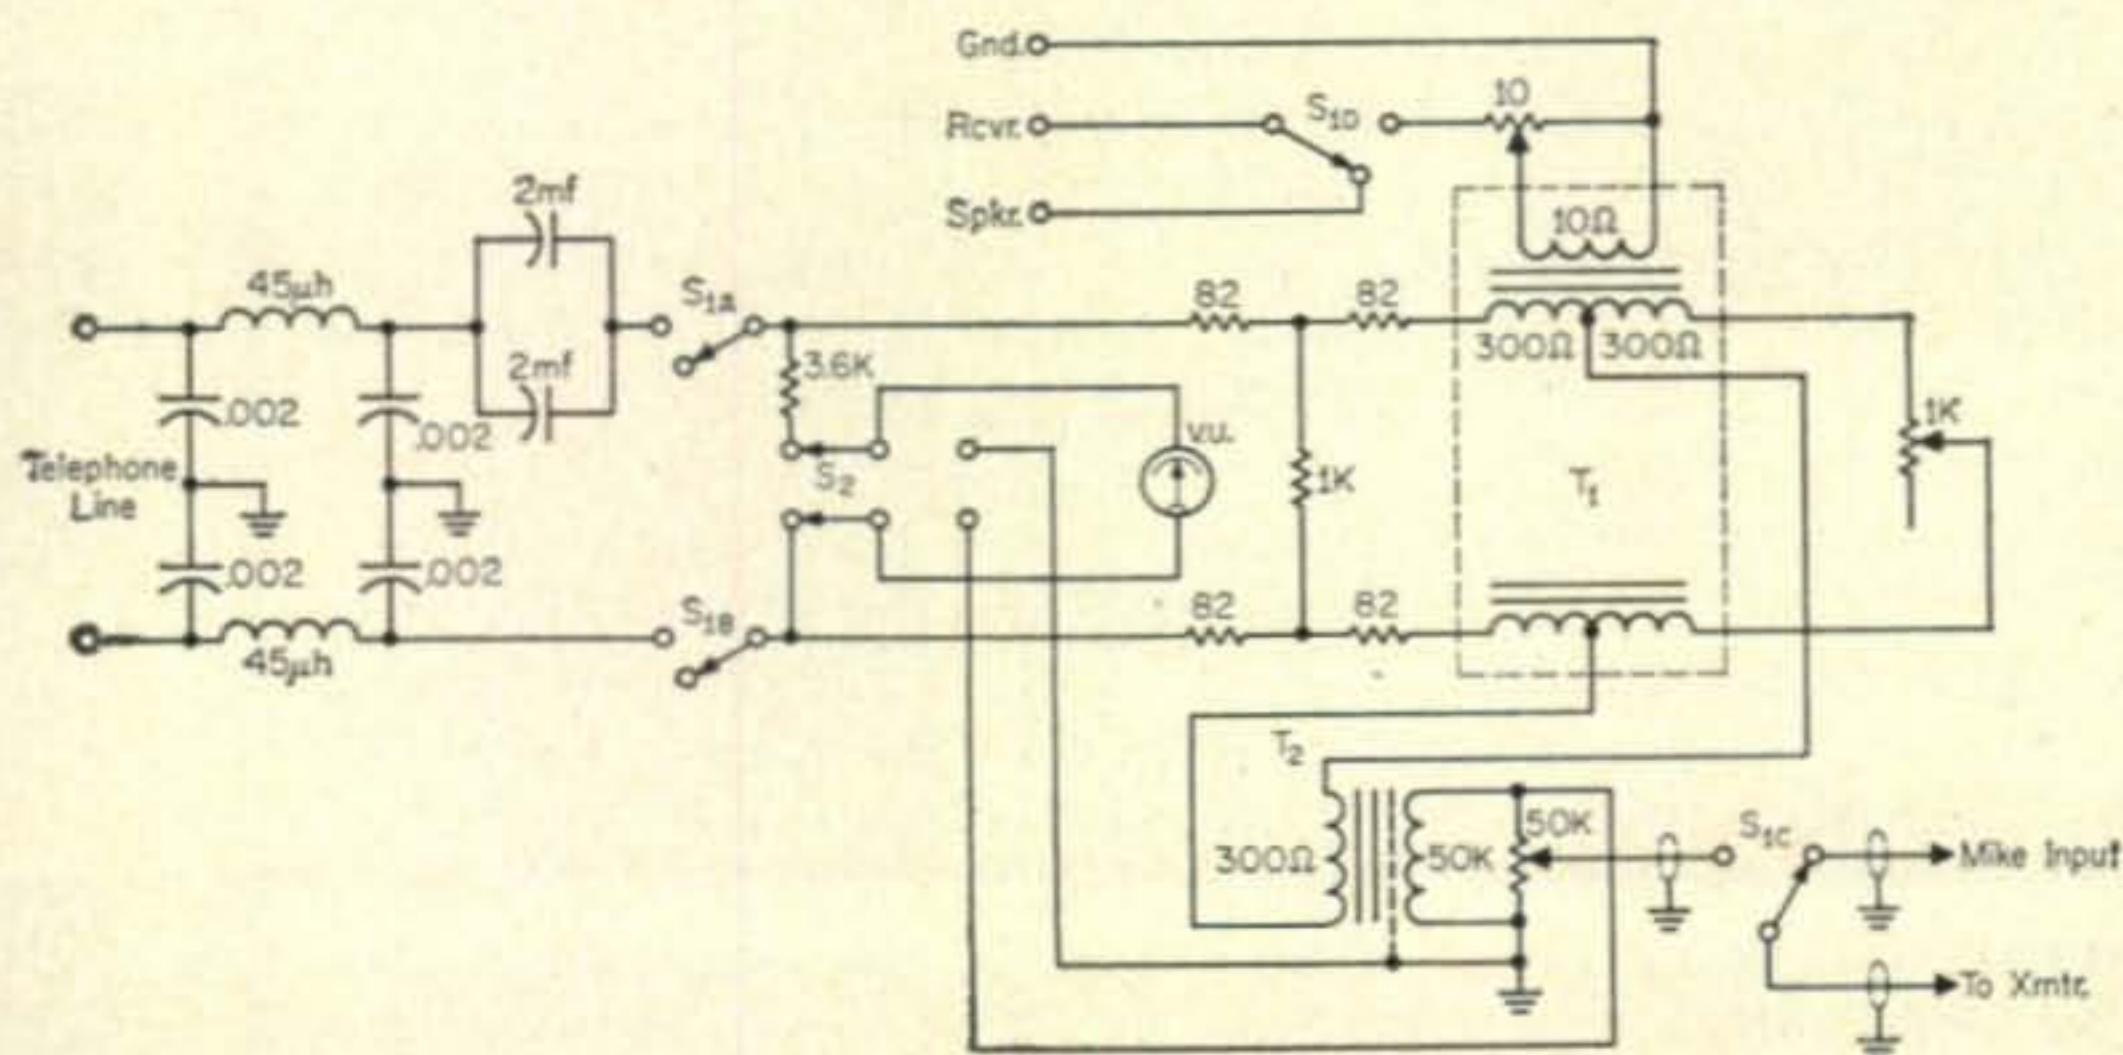 Gnd.
Rcvr.
S1D
10
Spkr.
10Ω
2mf
45µh
S1A
82
82
300Ω 300Ω
2mf
3.6K
.002
.002
V.U.
1K
Telephone
Line
S2
1K
T1
.002
.002
S1B
82
82
45µh
T2
50K
300Ω
50K
S1C
Mike Input
To Xmtr.